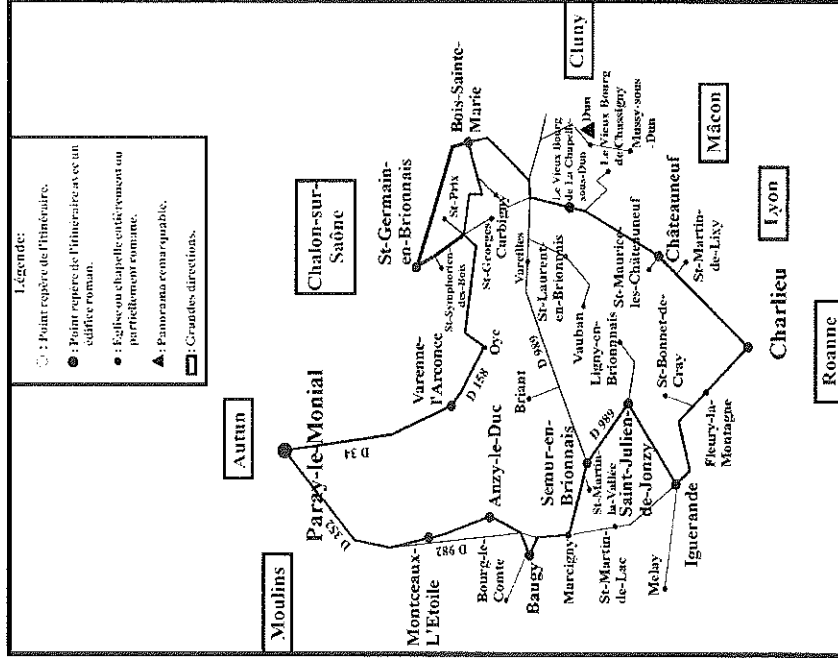 Légende:
○ : Point repère de l'itinéraire.
● : Point repère de l'itinéraire avec un
édifice roman.
• : Eglise ou chapelle entièrement ou
partiellement romane.
▲ : Panorama remarquable.
: Grandes directions.
Moulins
Autun
Chalon-sur-
Saône
Cluny
Mâcon
Lyon
Roanne
Paray-le-Monial
D 352
D 34
Montceaux-
L'Etoile
D 982
Anzy-le-Duc
Bourg-le-
Comte
Baugy
Marcigny
St-Martin-
de-Lac
Melay
Iguerande
Varenne-
l'Arconce
D 158
Oyé
St-Germain-
en-Brionnais
Bois-Sainte-
Marie
St-Prix
St-Symphorien-
des-Bois
St-Georges
Curbigny
Vareilles
D 989
Briant
Semur-en-
Brionnais
St-Martin-
la-Vallée
D 989
Saint-Julien-
de-Jonzy
Ligny-en-
Brionnnais
Vauban
St-Laurent
en-Brionnais
Le Vieux Bourg
de La Chapelle-
sous-Dun
Dun
Le Vieux Bourg
de Chassigny
Mussy-sous
-Dun
St-Maurice-
les-Châteauneuf
Châteauneuf
St-Martin-
de-Lixy
St-Bonnet-de-
Cray
Fleury-la-
Montagne
Charlieu